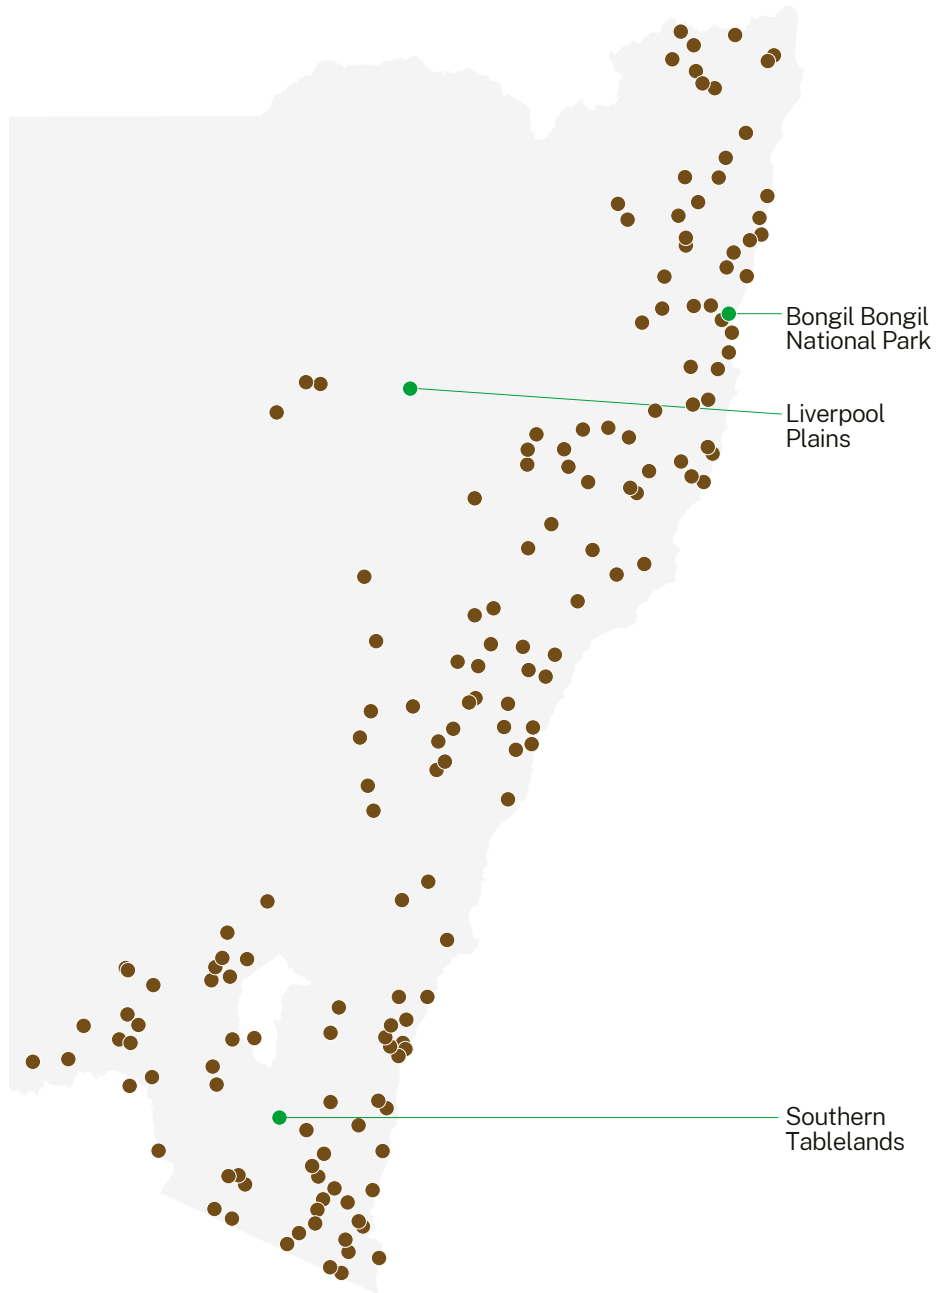 Bongil Bongil
National Park
Liverpool
Plains
Southern
Tablelands